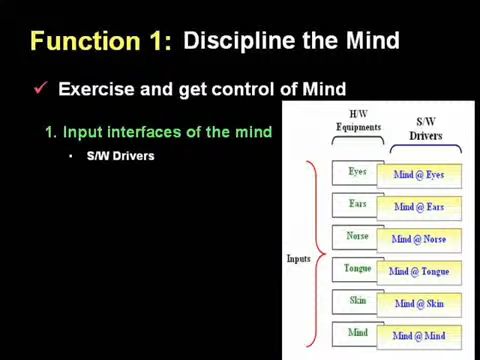 Function 1: Discipline the Mind
✓ Exercise and get control of Mind
1. Input interfaces of the mind
• S/W Drivers
H/W
Equipments
S/W
Drivers
Inputs
Eyes Mind @ Eyes
Ears Mind @ Ears
Norse Mind @ Norse
Tongue Mind @ Tongue
Skin Mind @ Skin
Mind Mind @ Mind